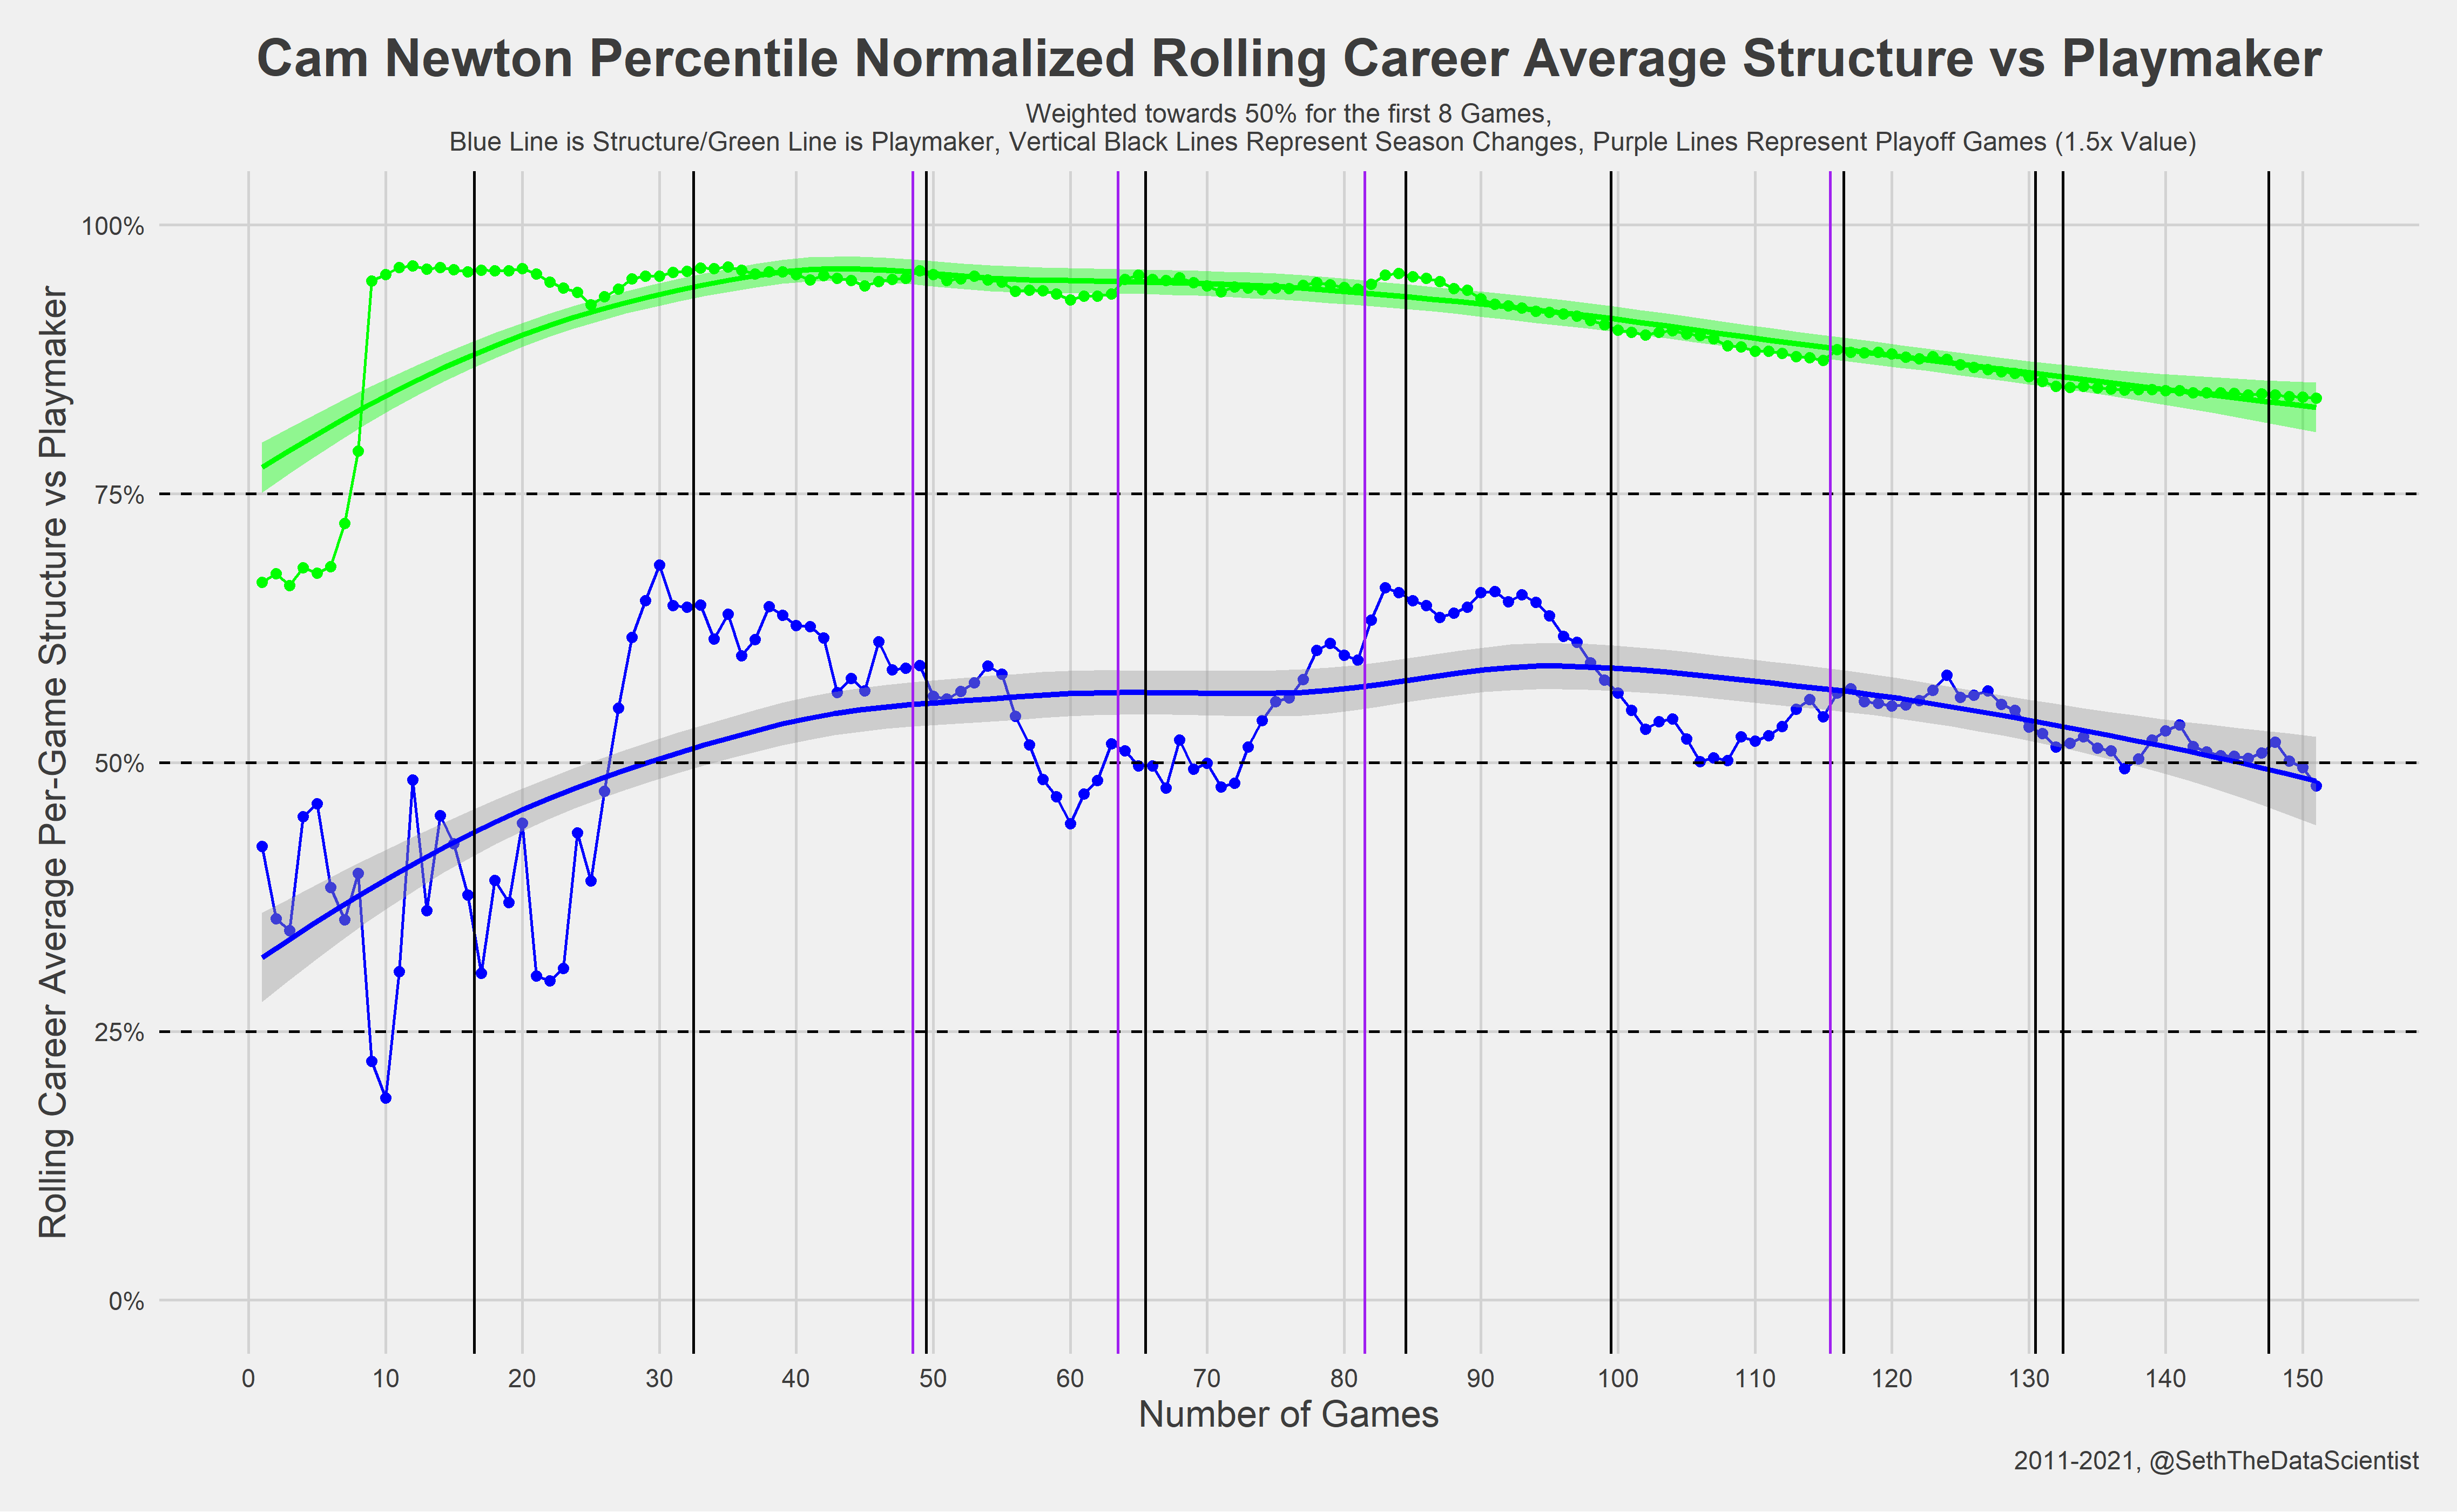 Cam Newton Percentile Normalized Rolling Career Average Structure vs Playmaker
Weighted towards 50% for the first 8 Games,
Blue Line is Structure/Green Line is Playmaker, Vertical Black Lines Represent Season Changes, Purple Lines Represent Playoff Games (1.5x Value)
Rolling Career Average Per-Game Structure vs Playmaker
100%
75%
50%
25%
0%
0 10 20 30 40 50 60 70 80 90 100 110 120 130 140 150
Number of Games
2011-2021, @SethTheDataScientist